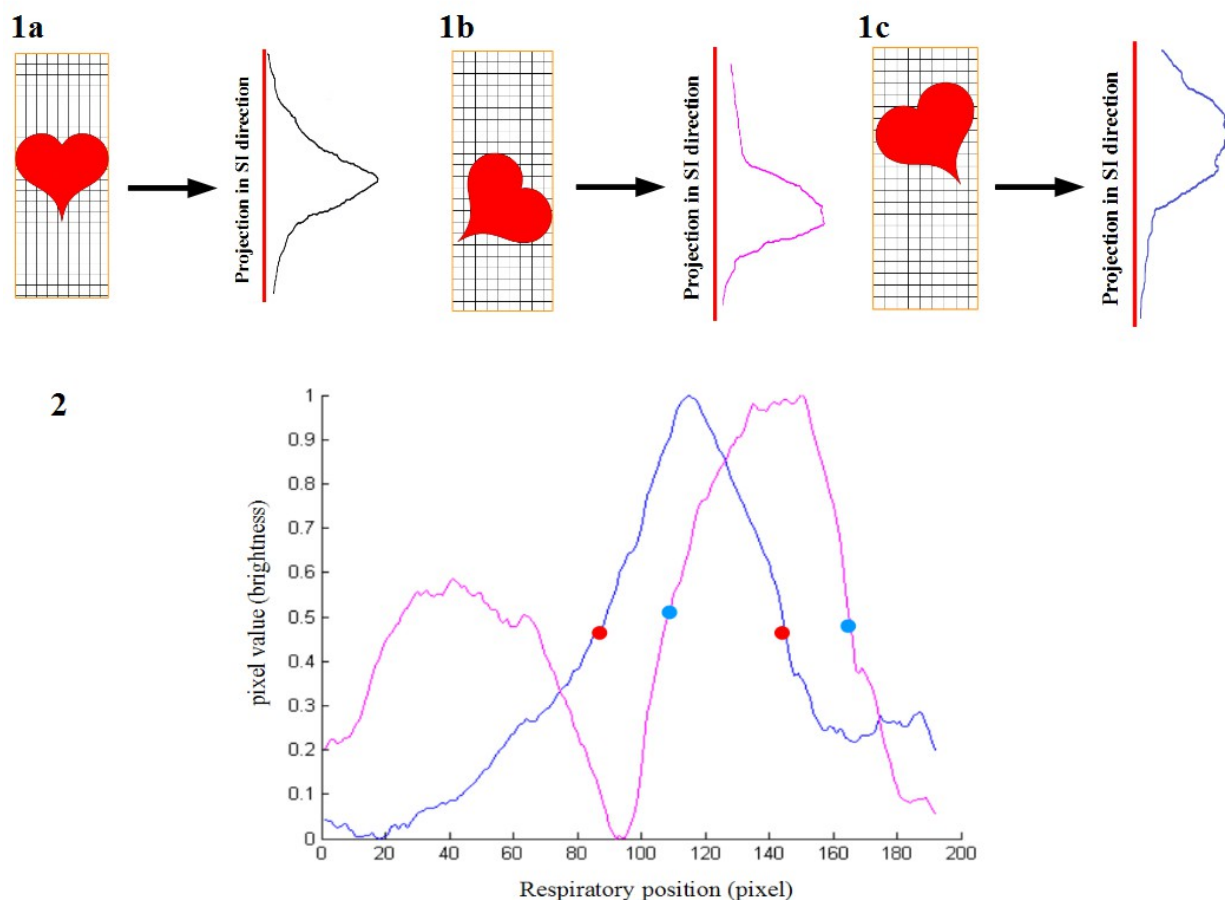 1a
1b
1c
Projection in SI direction
Projection in SI direction
Projection in SI direction
2
pixel value (brightness)
1
0.9
0.8
0.7
0.6
0.5
0.4
0.3
0.2
0.1
0
0 20 40 60 80 100 120 140 160 180 200
Respiratory position (pixel)